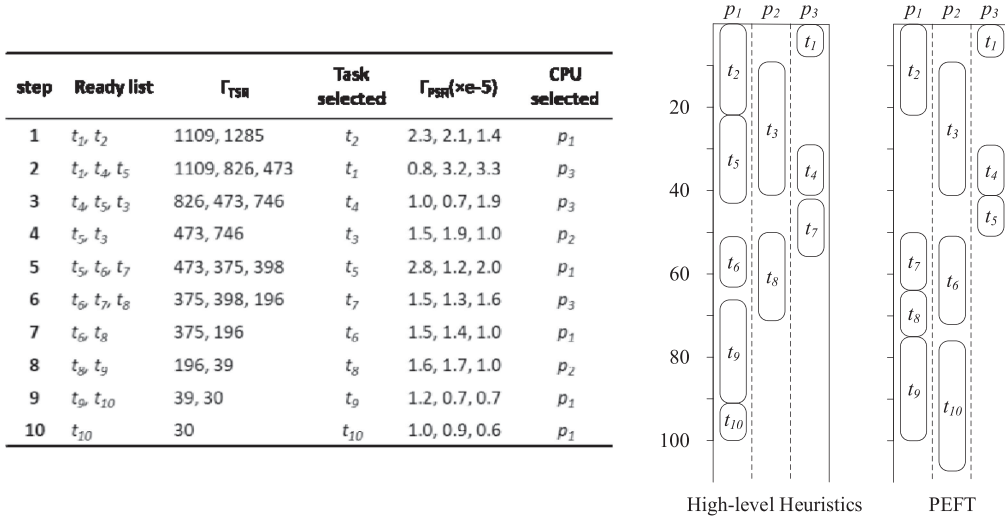 step Ready list Γ_TSR Task selected Γ_PSR(×e-5) CPU selected
1 t1, t2 1109, 1285 t2 2.3, 2.1, 1.4 p1
2 t1, t4, t5 1109, 826, 473 t1 0.8, 3.2, 3.3 p3
3 t4, t5, t3 826, 473, 746 t4 1.0, 0.7, 1.9 p3
4 t5, t3 473, 746 t3 1.5, 1.9, 1.0 p2
5 t5, t6, t7 473, 375, 398 t5 2.8, 1.2, 2.0 p1
6 t6, t7, t8 375, 398, 196 t7 1.5, 1.3, 1.6 p3
7 t6, t8 375, 196 t6 1.5, 1.4, 1.0 p1
8 t8, t9 196, 39 t8 1.6, 1.7, 1.0 p2
9 t9, t10 39, 30 t9 1.2, 0.7, 0.7 p1
10 t10 30 t10 1.0, 0.9, 0.6 p1
p1 p2 p3
t1
t2
20
t3
t5
t4
40
t7
t6
t8
60
80
t9
t10
100
High-level Heuristics
p1 p2 p3
t1
t2
t3
t4
t5
t7
t6
t8
t9
t10
PEFT